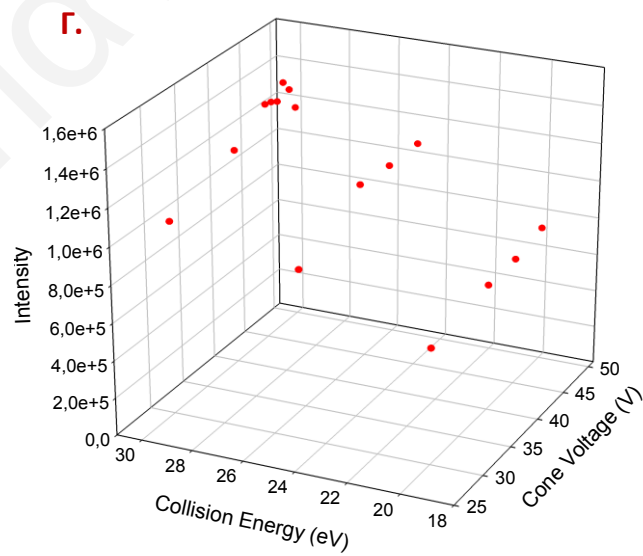 г.
1,6e+6
1,4e+6
1,2e+6
1,0e+6
8,0e+5
6,0e+5
4,0e+5
2,0e+5
0,0
Intensity
30
28
26
24
22
20
18
Collision Energy (eV)
25
30
35
40
45
50
Cone Voltage (V)